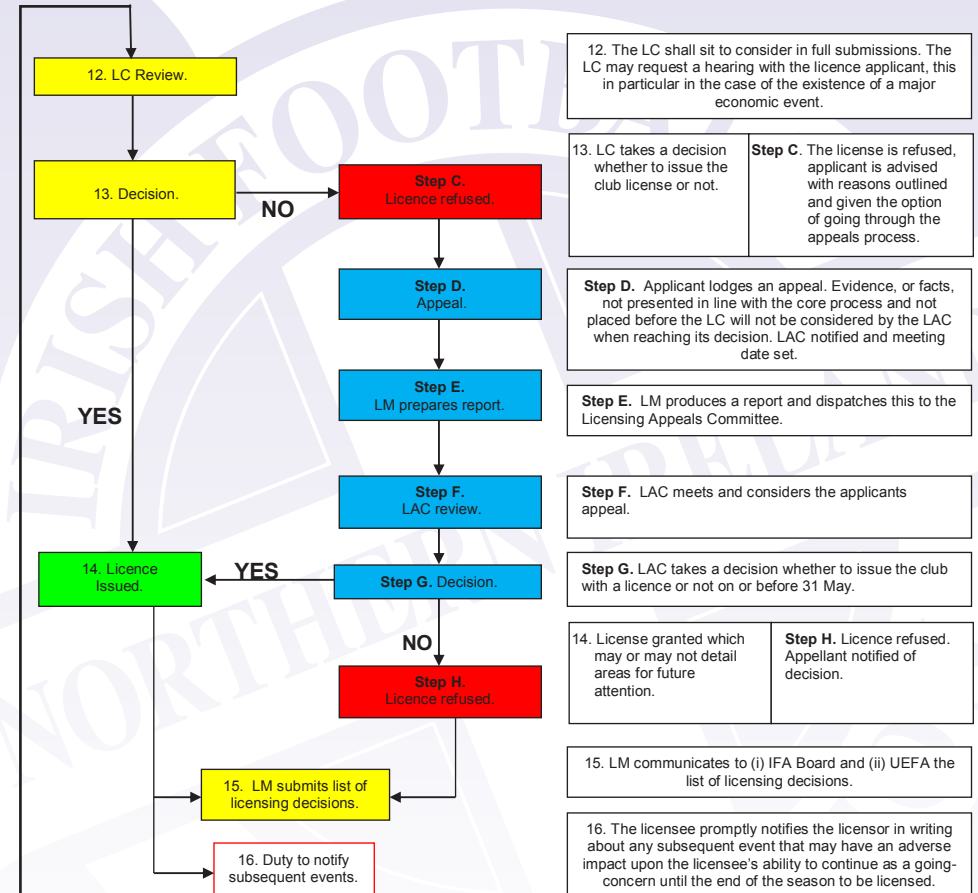 12. LC Review.
12. The LC shall sit to consider in full submissions. The
LC may request a hearing with the licence applicant, this
in particular in the case of the existence of a major
economic event.
13. Decision.
NO
Step C.
Licence refused.
13. LC takes a decision
whether to issue the
club license or not.
Step C. The license is refused,
applicant is advised
with reasons outlined
and given the option
of going through the
appeals process.
Step D.
Appeal.
Step D. Applicant lodges an appeal. Evidence, or facts,
not presented in line with the core process and not
placed before the LC will not be considered by the LAC
when reaching its decision. LAC notified and meeting
date set.
Step E.
LM prepares report.
Step E. LM produces a report and dispatches this to the
Licensing Appeals Committee.
YES
Step F.
LAC review.
Step F. LAC meets and considers the applicants
appeal.
14. Licence
Issued.
YES
Step G. Decision.
Step G. LAC takes a decision whether to issue the club
with a licence or not on or before 31 May.
NO
Step H.
Licence refused.
14. License granted which
may or may not detail
areas for future
attention.
Step H. Licence refused.
Appellant notified of
decision.
15. LM submits list of
licensing decisions.
15. LM communicates to (i) IFA Board and (ii) UEFA the
list of licensing decisions.
16. Duty to notify
subsequent events.
16. The licensee promptly notifies the licensor in writing
about any subsequent event that may have an adverse
impact upon the licensee's ability to continue as a going-
concern until the end of the season to be licensed.
IRISH FOOTB
NORTHERN IRELAN